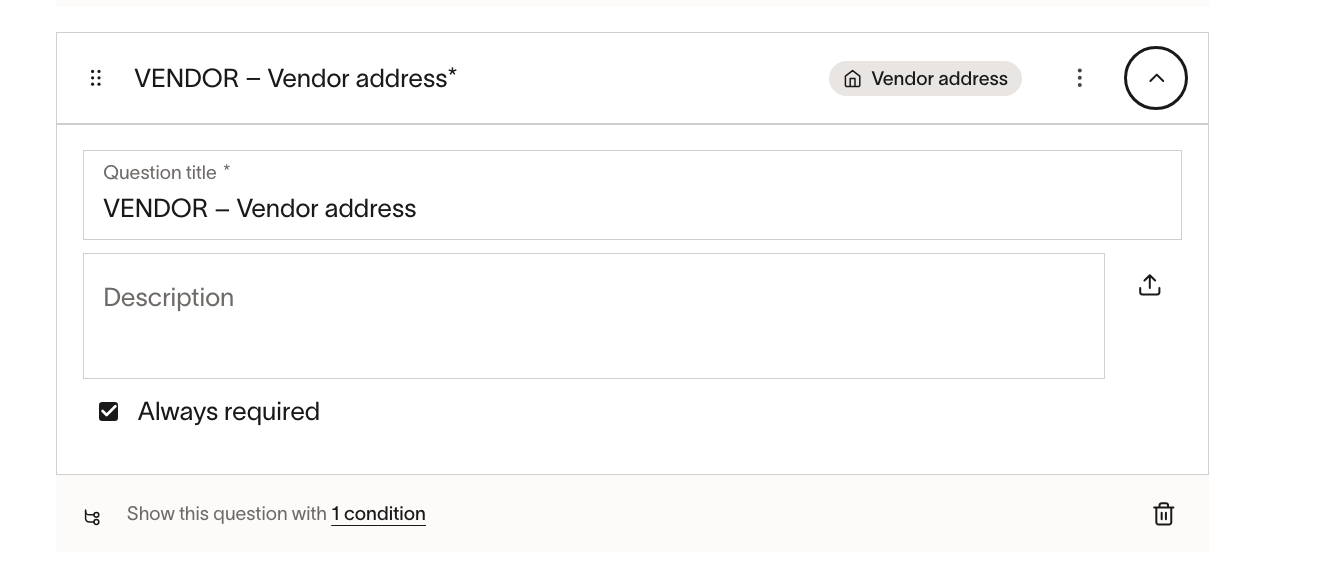 VENDOR – Vendor address*
Vendor address
Question title *
VENDOR – Vendor address
Description
Always required
Show this question with 1 condition